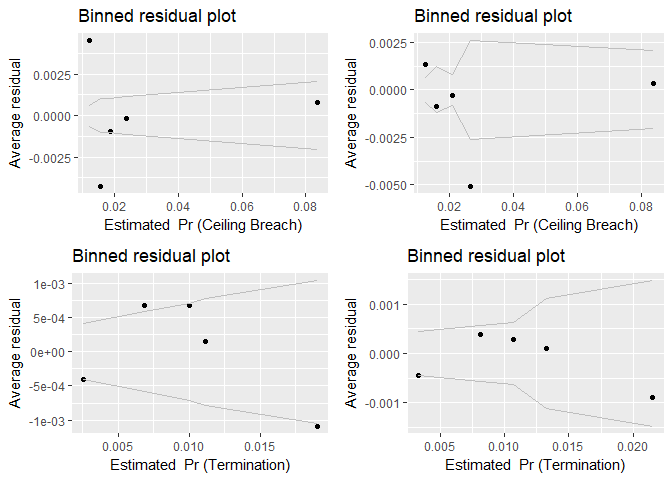 Binned residual plot
Average residual
0.0025
0.0000
-0.0025
0.02 0.04 0.06 0.08
Estimated  Pr (Ceiling Breach)
Binned residual plot
Average residual
0.0025
0.0000
-0.0025
-0.0050
0.02 0.04 0.06 0.08
Estimated  Pr (Ceiling Breach)
Binned residual plot
Average residual
1e-03
5e-04
0e+00
-5e-04
-1e-03
0.005 0.010 0.015
Estimated  Pr (Termination)
Binned residual plot
Average residual
0.001
0.000
-0.001
0.005 0.010 0.015 0.020
Estimated  Pr (Termination)